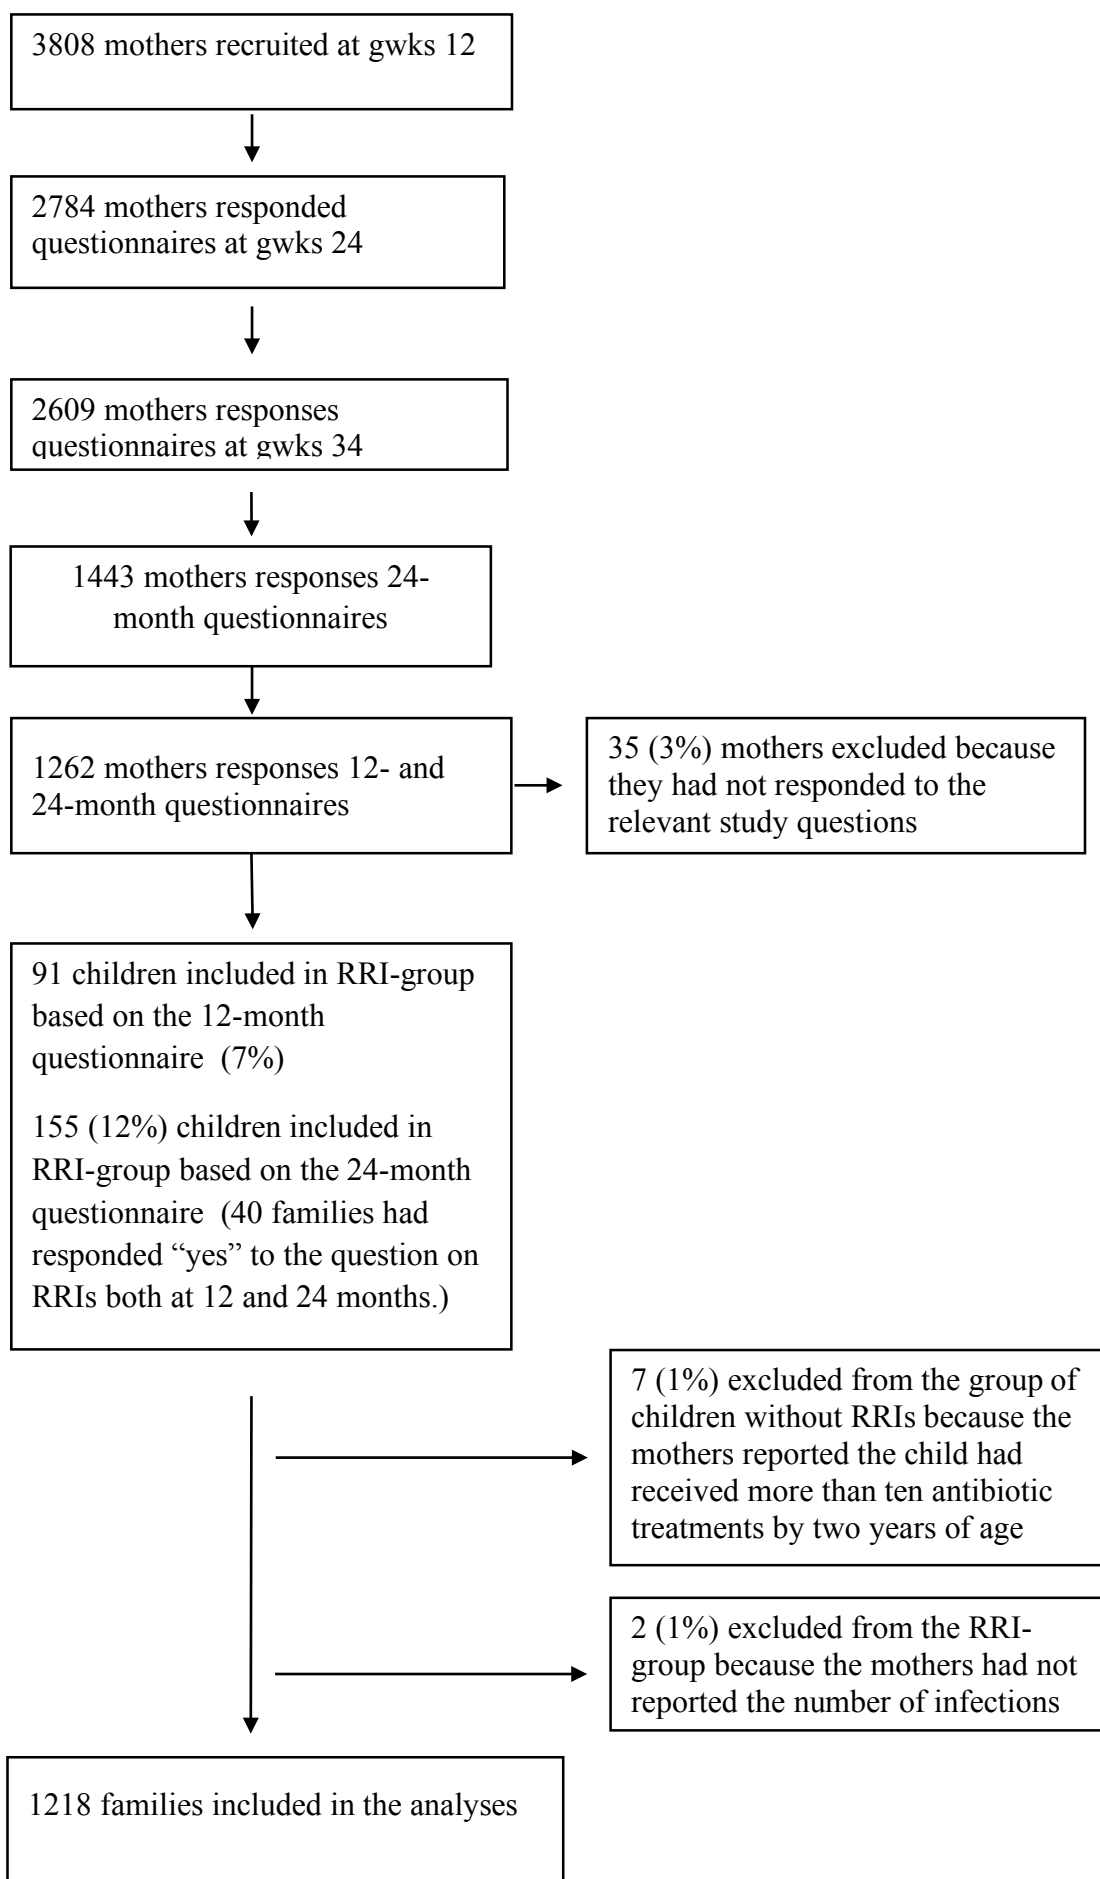 3808 mothers recruited at gwks 12
2784 mothers responded
questionnaires at gwks 24
2609 mothers responses
questionnaires at gwks 34
1443 mothers responses 24-
month questionnaires
1262 mothers responses 12- and
24-month questionnaires
35 (3%) mothers excluded because
they had not responded to the
relevant study questions
91 children included in RRI-group
based on the 12-month
questionnaire (7%)
155 (12%) children included in
RRI-group based on the 24-month
questionnaire (40 families had
responded “yes” to the question on
RRIs both at 12 and 24 months.)
7 (1%) excluded from the group of
children without RRIs because the
mothers reported the child had
received more than ten antibiotic
treatments by two years of age
2 (1%) excluded from the RRI-
group because the mothers had not
reported the number of infections
1218 families included in the analyses